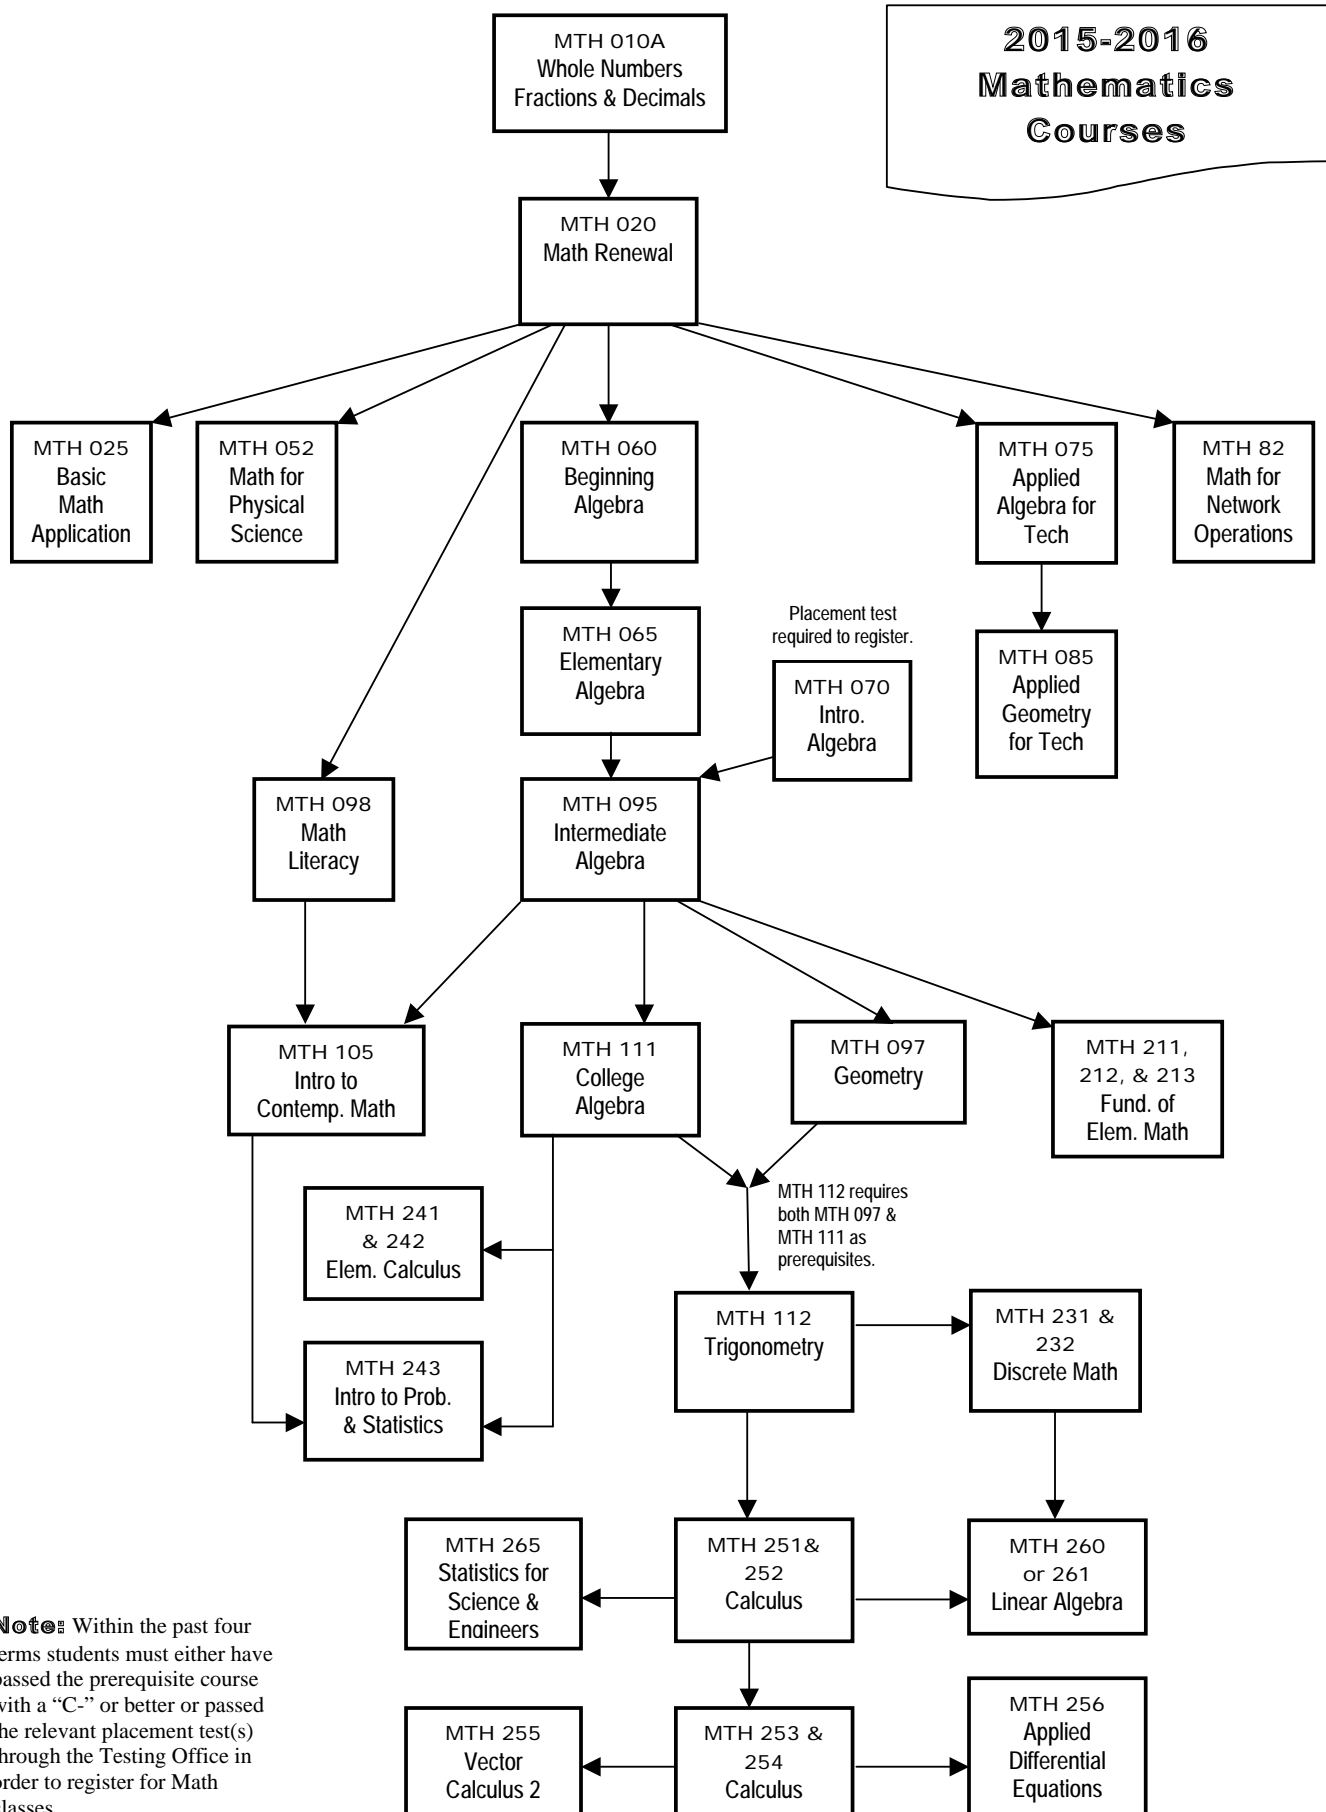 MTH 010A
Whole Numbers
Fractions & Decimals
2015-2016
Mathematics
Courses
MTH 020
Math Renewal
MTH 025
Basic
Math
Application
MTH 052
Math for
Physical
Science
MTH 060
Beginning
Algebra
MTH 075
Applied
Algebra for
Tech
MTH 82
Math for
Network
Operations
MTH 065
Elementary
Algebra
Placement test
required to register.
MTH 070
Intro.
Algebra
MTH 085
Applied
Geometry
for Tech
MTH 098
Math
Literacy
MTH 095
Intermediate
Algebra
MTH 105
Intro to
Contemp. Math
MTH 111
College
Algebra
MTH 097
Geometry
MTH 211,
212, & 213
Fund. of
Elem. Math
MTH 112 requires
both MTH 097 &
MTH 111 as
prerequisites.
MTH 241
& 242
Elem. Calculus
MTH 112
Trigonometry
MTH 231 &
232
Discrete Math
MTH 243
Intro to Prob.
& Statistics
MTH 265
Statistics for
Science &
Engineers
MTH 251&
252
Calculus
MTH 260
or 261
Linear Algebra
Note: Within the past four
terms students must either have
passed the prerequisite course
with a “C-” or better or passed
the relevant placement test(s)
through the Testing Office in
order to register for Math
classes
MTH 255
Vector
Calculus 2
MTH 253 &
254
Calculus
MTH 256
Applied
Differential
Equations